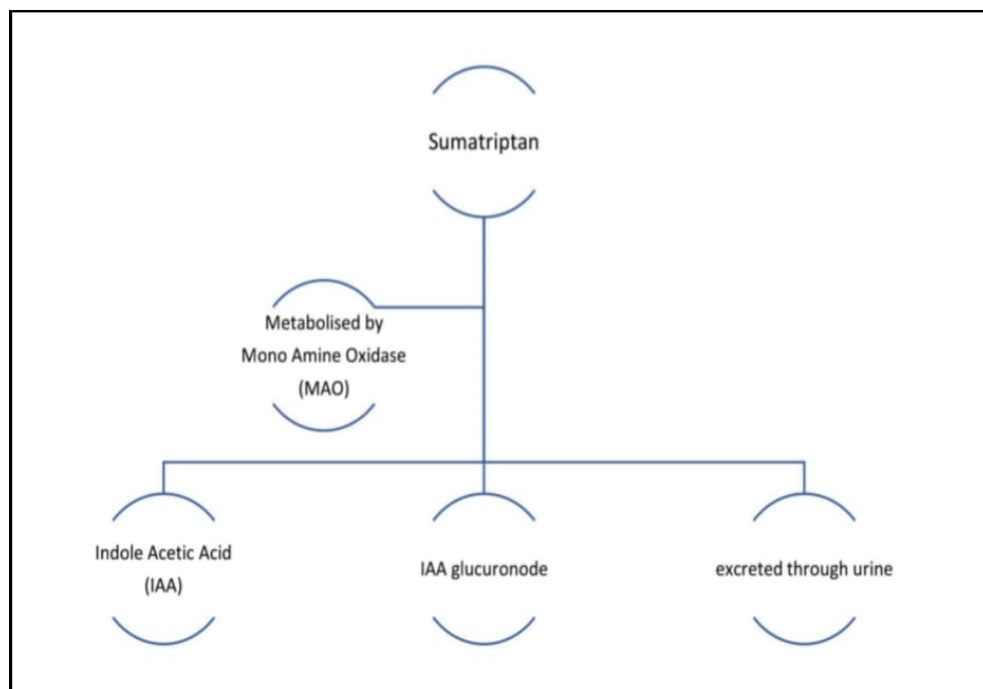 Sumatriptan
Metabolised by
Mono Amine Oxidase
(MAO)
Indole Acetic Acid
(IAA)
IAA glucuronode
excreted through urine